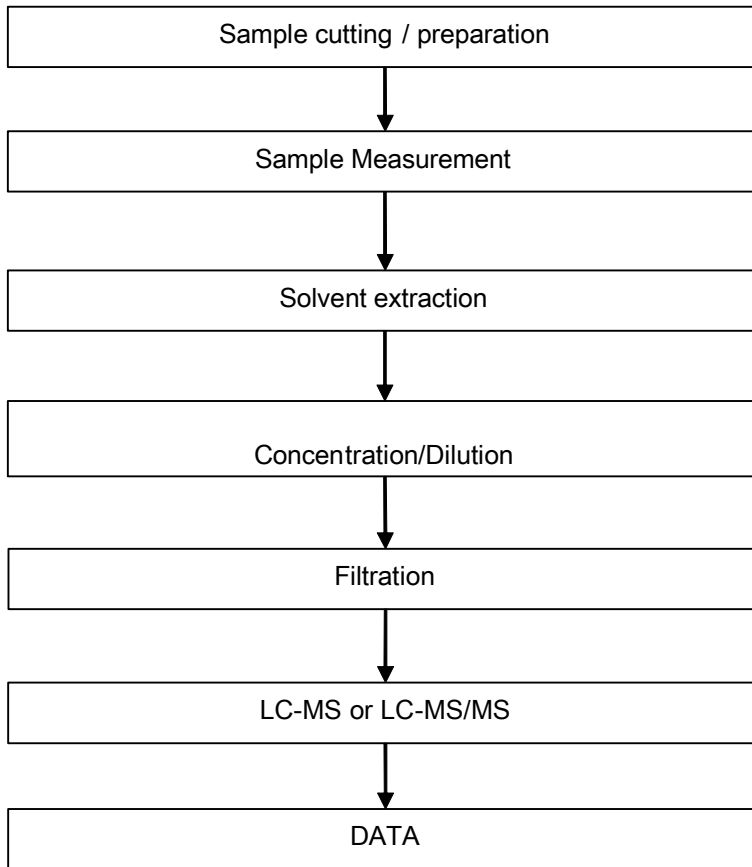 Sample cutting / preparation
Sample Measurement
Solvent extraction
Concentration/Dilution
Filtration
LC-MS or LC-MS/MS
DATA